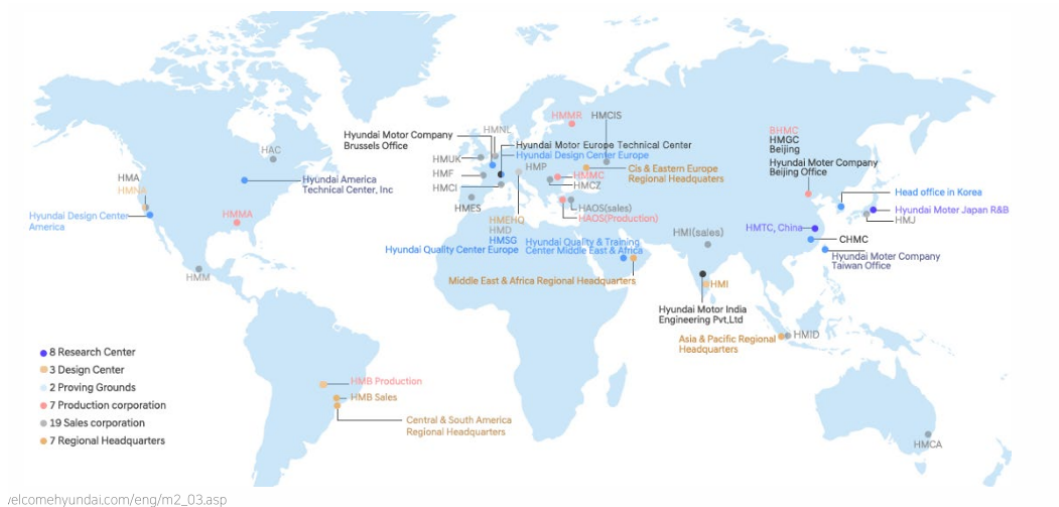 HMMR
HMCIS
BHMC
HMGC
Beijing
HMNL
Hyundai Motor Company
Brussels Office
Hyundai Motor Europe Technical Center
Hyundai Design Center Europe
HAC
HMUK
HMF
HMCI
HMES
HMP
HMMC
HMCZ
Cis & Eastern Europe
Regional Headquaters
Hyundai Moter Company
Beijing Office
HMA
HMNA
Hyundai America
Technical Center, Inc
Head office in Korea
Hyundai Moter Japan R&B
HMJ
Hyundai Design Center
America
HMMA
HMEHQ
HMD
HMSG
Hyundai Quality Center Europe
HAOS(sales)
HAOS(Production)
HMI(sales)
HMTC, China
CHMC
Hyundai Moter Company
Taiwan Office
Hyundai Quality & Training
Center Middle East & Africa
HMM
Middle East & Africa Regional Headquarters
HMI
Hyundai Motor India
Engineering Pvt,Ltd
HMID
Asia & Pacific Regional
Headquarters
8 Research Center
3 Design Center
2 Proving Grounds
7 Production corporation
19 Sales corporation
7 Regional Headquarters
HMB Production
HMB Sales
Central & South America
Regional Headquarters
HMCA
velcomehyundai.com/eng/m2_03.asp